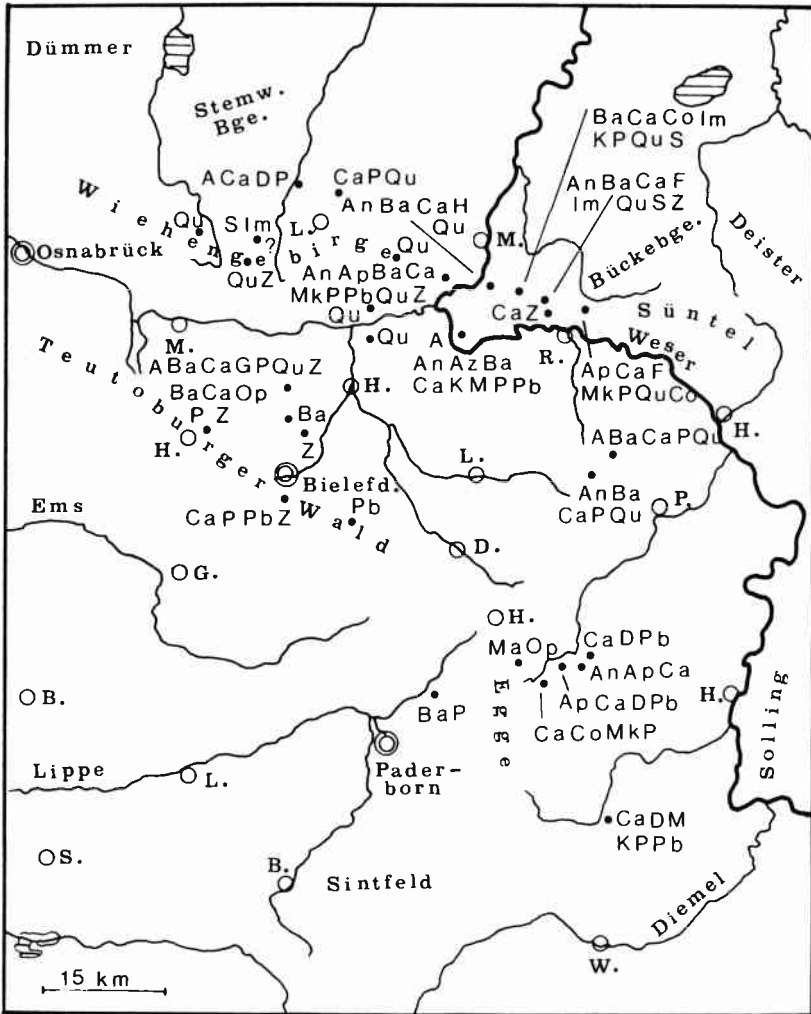 Dümmer
Stemw.
Bge.
BaCaCoIm
KPQuS
ACaDP
CaPQu
AnBaCaF
Im QuSZ
AnBaCaH
Qu
Wiehengebirge
Qu
SIm
?
L.
Qu
M.
Bückebge.
Deister
Osnabrück
QuZ
AnApBaCa
MkPPbQuZ
CaZ
Süntel
Qu
Weser
M.
Qu
A
R.
Teutoburger Wald
ABaCaGPQuZ
AnAzBa
CaKMPPb
ApCaF
MkPQuCo
BaCaOp
H.
P Z
Ba
H.
H.
Z
ABaCaPQu
L.
Bielefd.
AnBa
CaPQu
Pb
P.
Ems
CaPPbZ
D.
G.
H.
MaOp
CaDPb
AnApCa
B.
BaP
Egge
ApCaDPb
H.
CaCoMkP
Solling
Lippe
L.
Pader-
born
CaDM
KPPb
S.
B.
Sintfeld
Diemel
W.
15 km